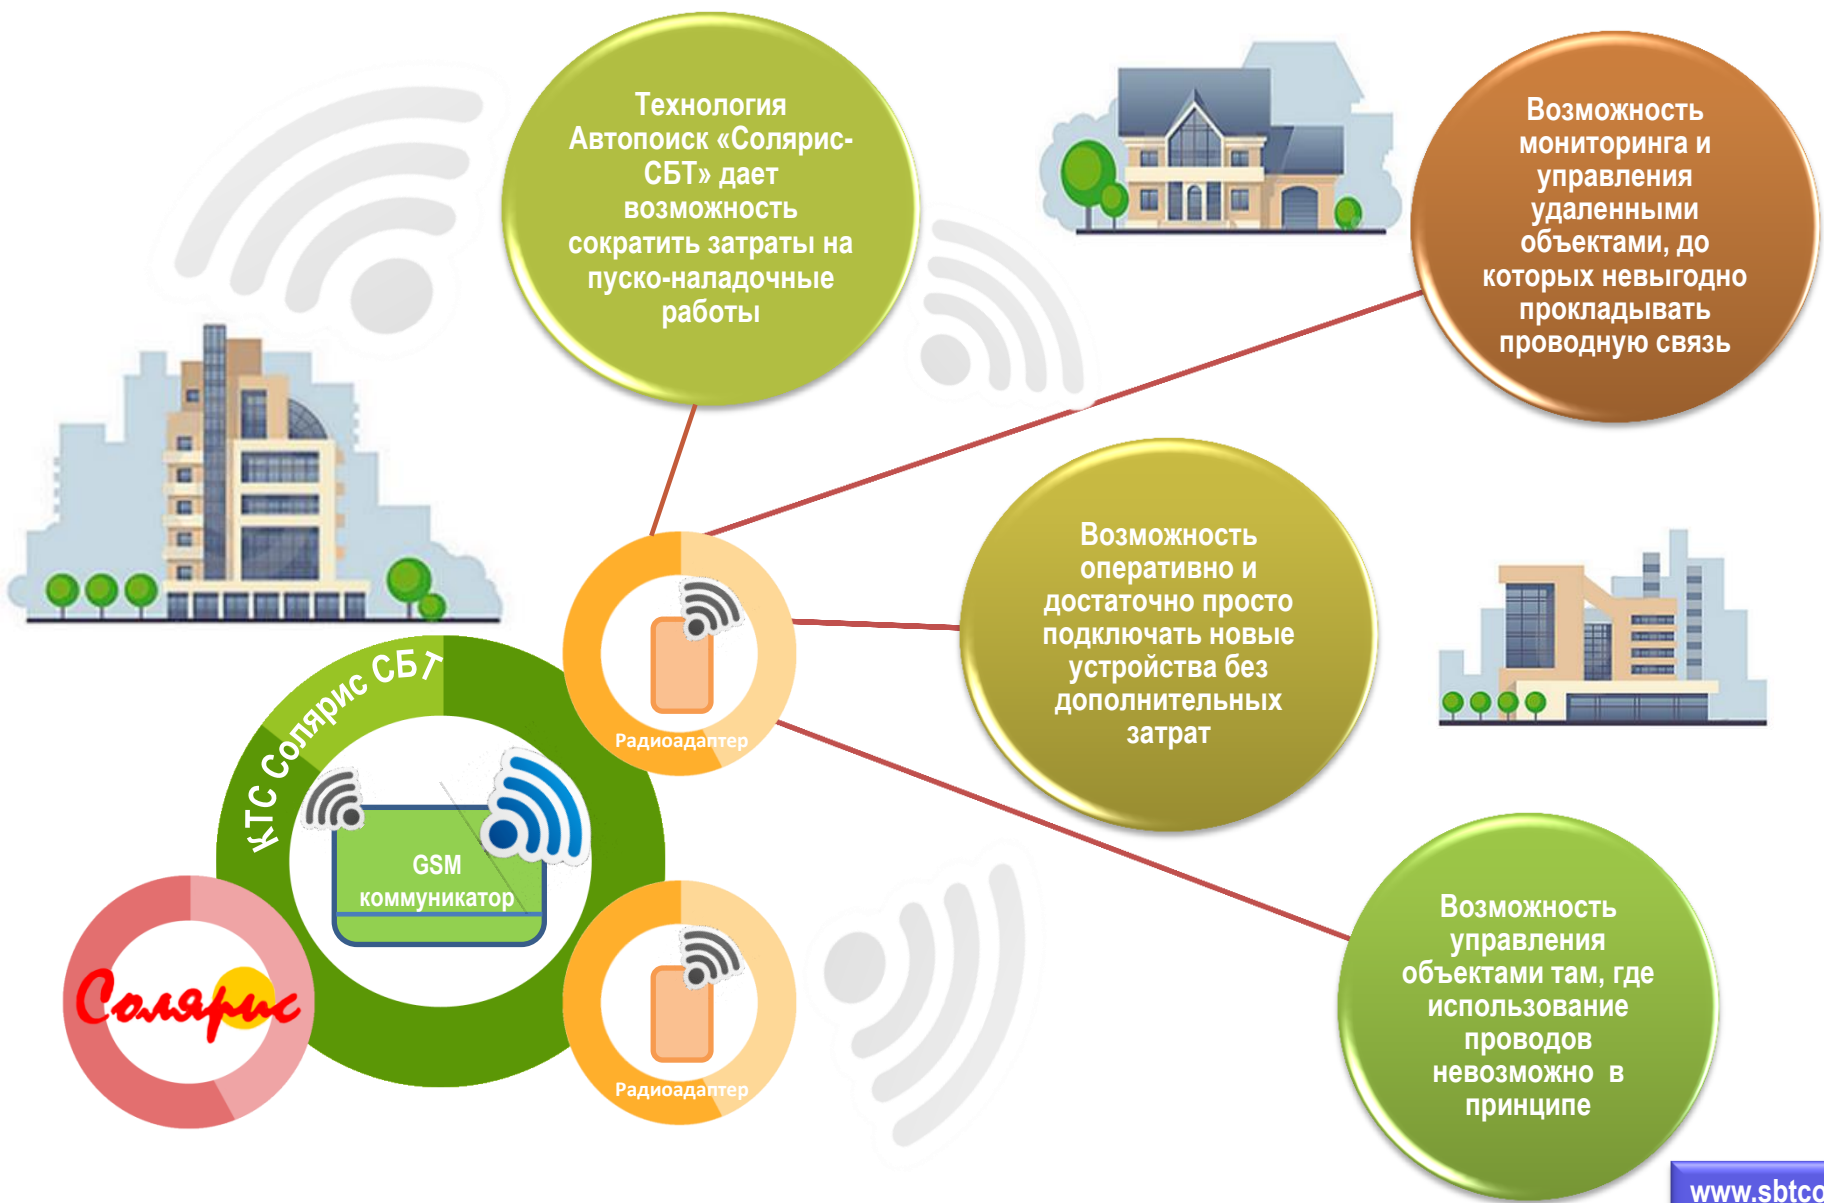 Технология
Автопоиск «Солярис-
СБТ» дает
возможность
сократить затраты на
пуско-наладочные
работы
Возможность
мониторинга и
управления
удаленными
объектами, до
которых невыгодно
прокладывать
проводную связь
Возможность
оперативно и
достаточно просто
подключать новые
устройства без
дополнительных
затрат
Радиоадаптер
КТС Солярис СБТ
GSM
коммуникатор
Солярис
Радиоадаптер
Возможность
управления
объектами там, где
использование
проводов
невозможно в
принципе
www.sbtco